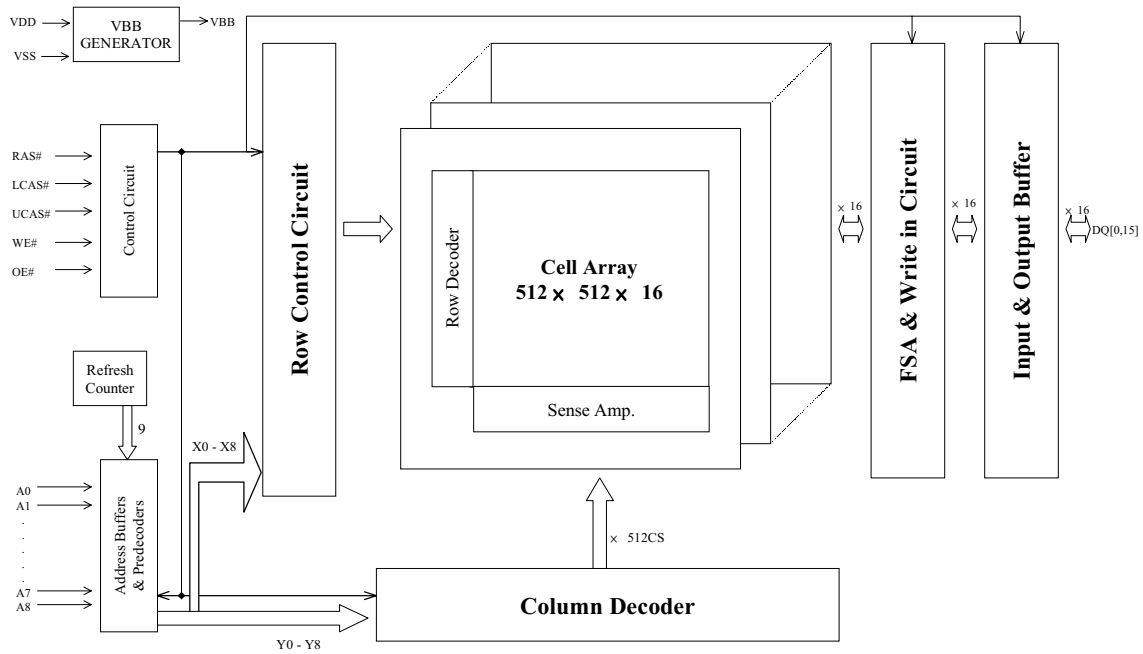 VDD
VSS
VBB
GENERATOR
VBB
RAS#
LCAS#
UCAS#
WE#
OE#
Control Circuit
Row Control Circuit
Row Decoder
Cell Array
512 × 512 × 16
Sense Amp.
× 16
FSA & Write in Circuit
× 16
Input & Output Buffer
× 16
DQ[0,15]
Refresh
Counter
9
X0 - X8
A0
A1
.
.
.
.
A7
A8
Address Buffers
& Predecoders
× 512CS
Column Decoder
Y0 - Y8